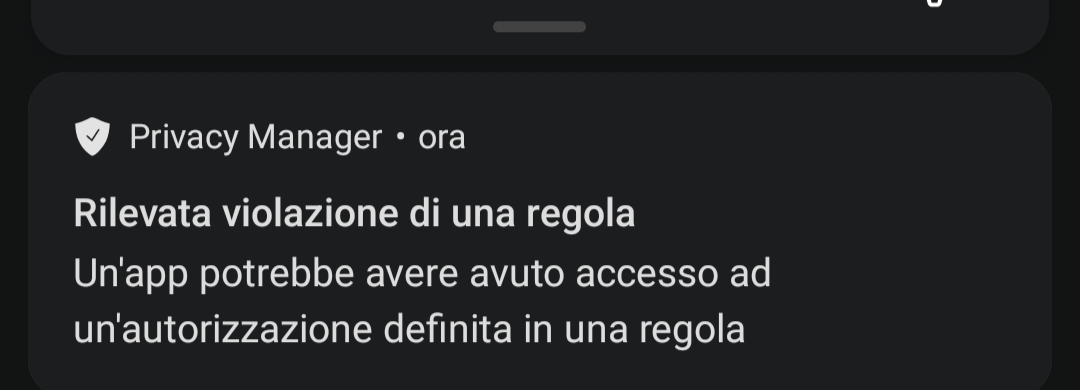 Privacy Manager • ora
Rilevata violazione di una regola
Un'app potrebbe avere avuto accesso ad
un'autorizzazione definita in una regola